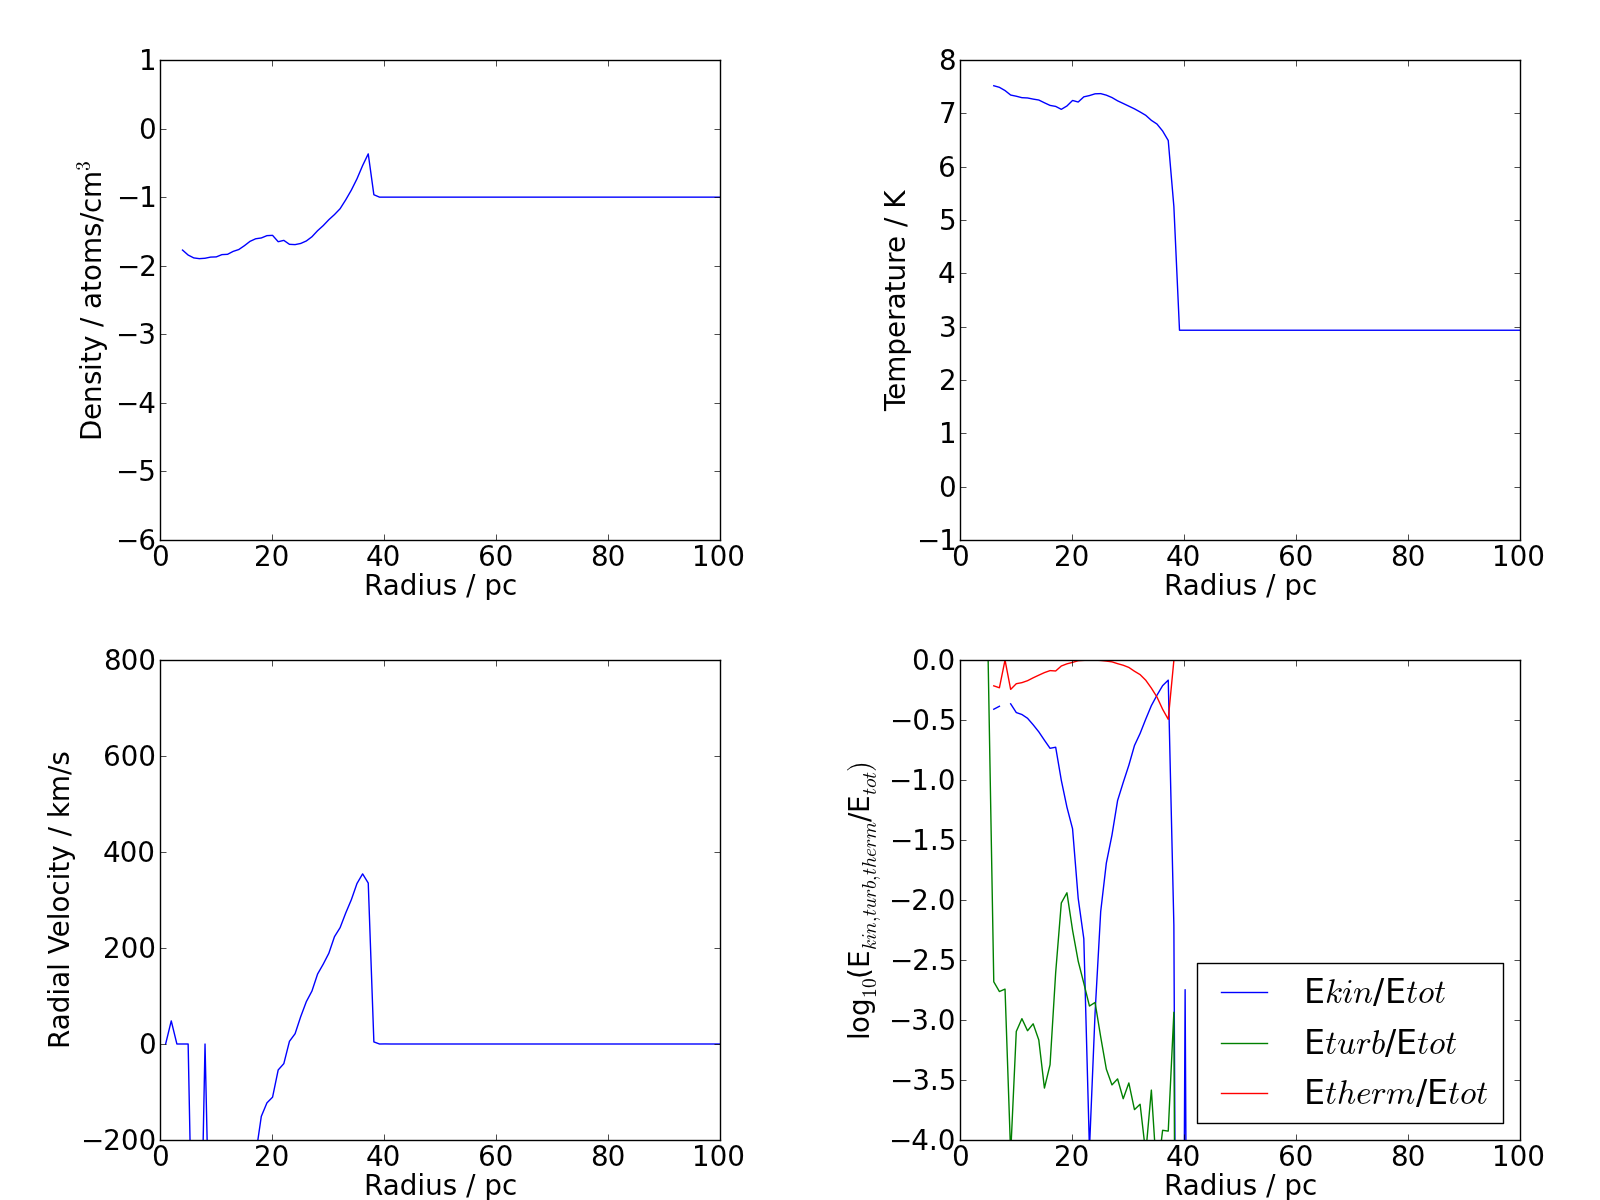 1
0
−1
−2
−3
−4
−5
−6
Density / atoms/cm³
0 20 40 60 80 100
Radius / pc
8
7
6
5
4
3
2
1
0
−1
Temperature / K
0 20 40 60 80 100
Radius / pc
800
600
400
200
0
−200
Radial Velocity / km/s
0 20 40 60 80 100
Radius / pc
0.0
−0.5
−1.0
−1.5
−2.0
−2.5
−3.0
−3.5
−4.0
log₁₀(E_kin,turb,therm/E_tot)
Ekin/Etot
Eturb/Etot
Etherm/Etot
0 20 40 60 80 100
Radius / pc